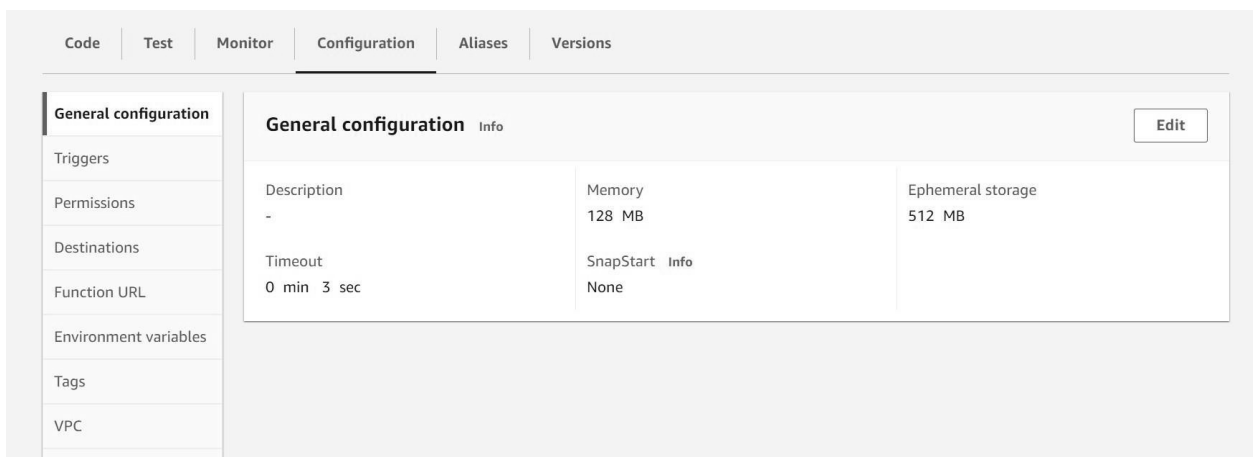 Code Test Monitor Configuration Aliases Versions
General configuration
Triggers
Permissions
Destinations
Function URL
Environment variables
Tags
VPC
General configuration Info
Edit
Description
-
Memory
128 MB
Ephemeral storage
512 MB
Timeout
0 min 3 sec
SnapStart Info
None